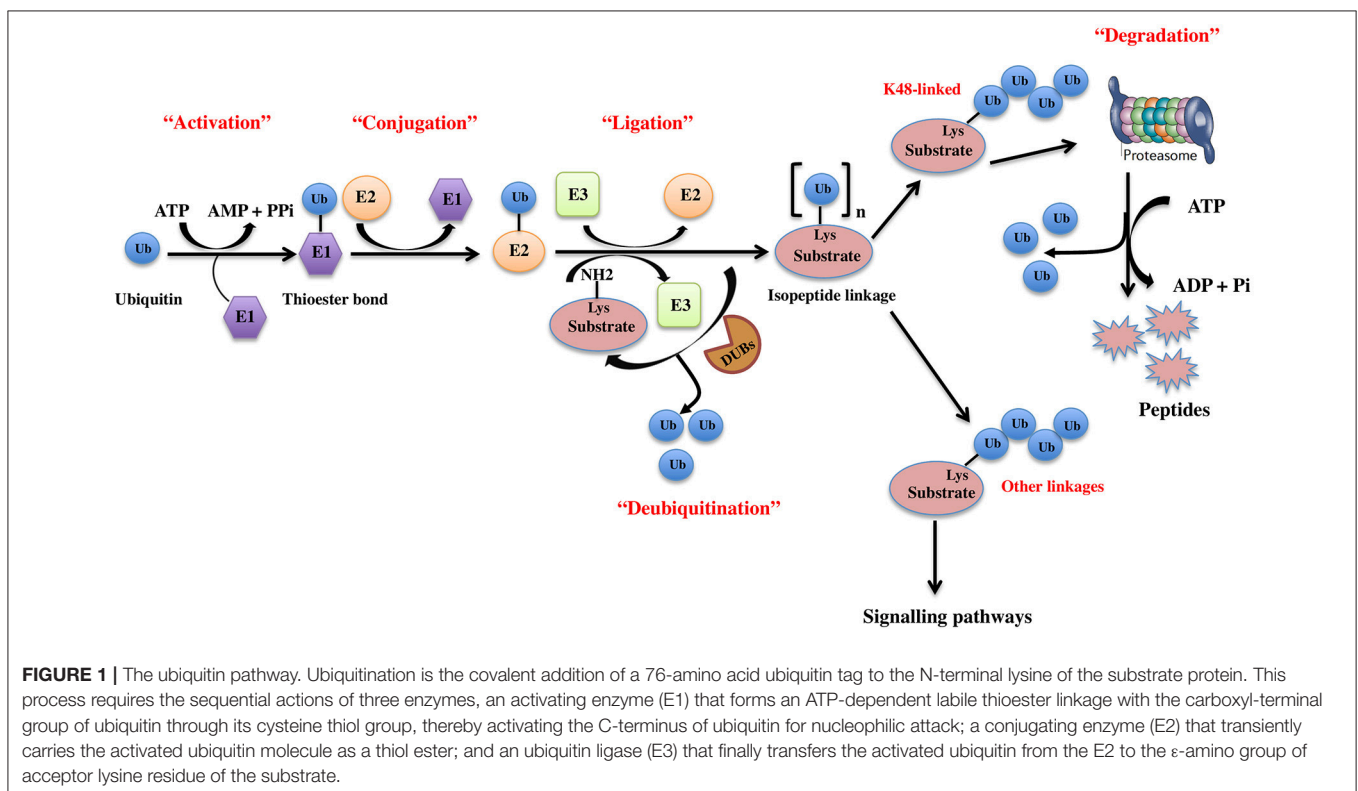 “Degradation”
K48-linked
Ub Ub Ub Ub Ub
Lys
Substrate
Proteasome
“Activation” “Conjugation” “Ligation”
Ub E2 E1 Ub E3 E2
ATP AMP + PPi
Ub E1 E2
Ubiquitin Thioester bond
E1
NH2
Lys
Substrate
E3
DUBs
Ub Ub
Ub
“Deubiquitination”
[Ub]n
Lys
Substrate
Isopeptide linkage
ATP
Ub Ub
Ub
ADP + Pi
Peptides
Ub Ub Ub Ub Ub
Lys
Substrate
Other linkages
Signalling pathways
FIGURE 1 | The ubiquitin pathway. Ubiquitination is the covalent addition of a 76-amino acid ubiquitin tag to the N-terminal lysine of the substrate protein. This
process requires the sequential actions of three enzymes, an activating enzyme (E1) that forms an ATP-dependent labile thioester linkage with the carboxyl-terminal
group of ubiquitin through its cysteine thiol group, thereby activating the C-terminus of ubiquitin for nucleophilic attack; a conjugating enzyme (E2) that transiently
carries the activated ubiquitin molecule as a thiol ester; and an ubiquitin ligase (E3) that finally transfers the activated ubiquitin from the E2 to the ε-amino group of
acceptor lysine residue of the substrate.